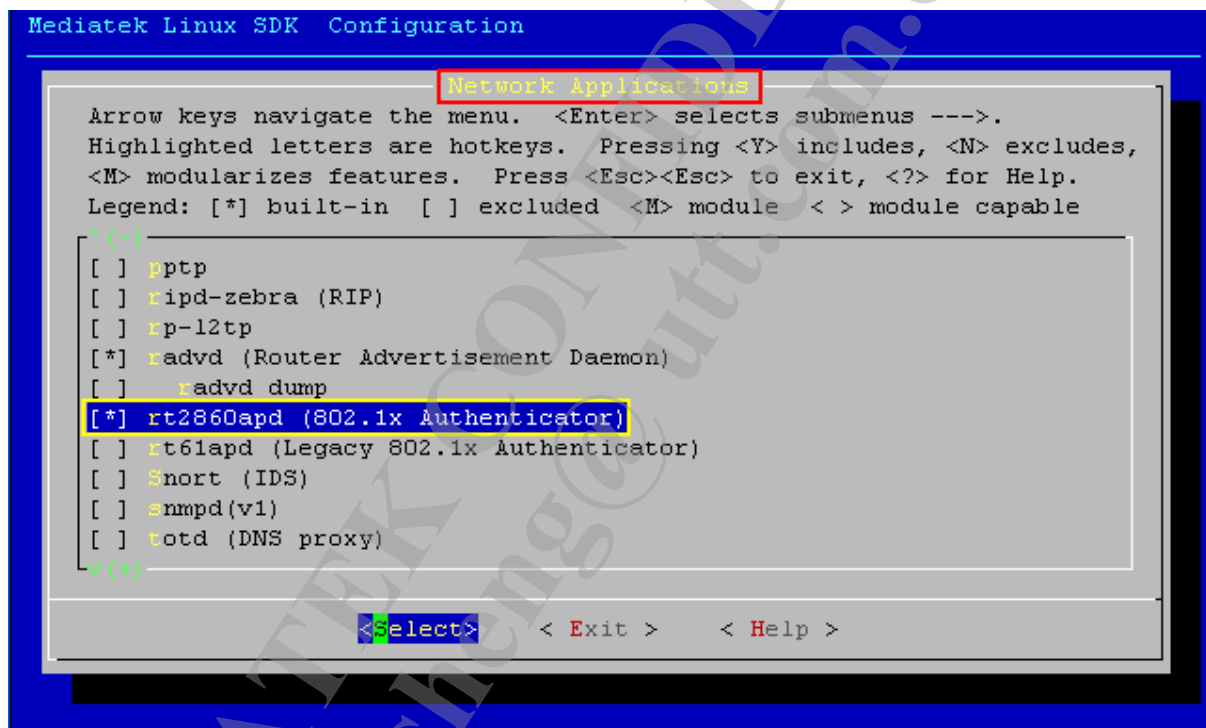 Mediatek Linux SDK  Configuration
Network Applications
Arrow keys navigate the menu.  <Enter> selects submenus --->.
Highlighted letters are hotkeys.  Pressing <Y> includes, <N> excludes,
<M> modularizes features.  Press <Esc><Esc> to exit, <?> for Help.
Legend: [*] built-in  [ ] excluded  <M> module  < > module capable
^(-)
[ ] pptp
[ ] ripd-zebra (RIP)
[ ] rp-l2tp
[*] radvd (Router Advertisement Daemon)
[ ]   radvd dump
[*] rt2860apd (802.1x Authenticator)
[ ] rt61apd (Legacy 802.1x Authenticator)
[ ] Snort (IDS)
[ ] snmpd(v1)
[ ] totd (DNS proxy)
v(+)
<Select>    < Exit >    < Help >